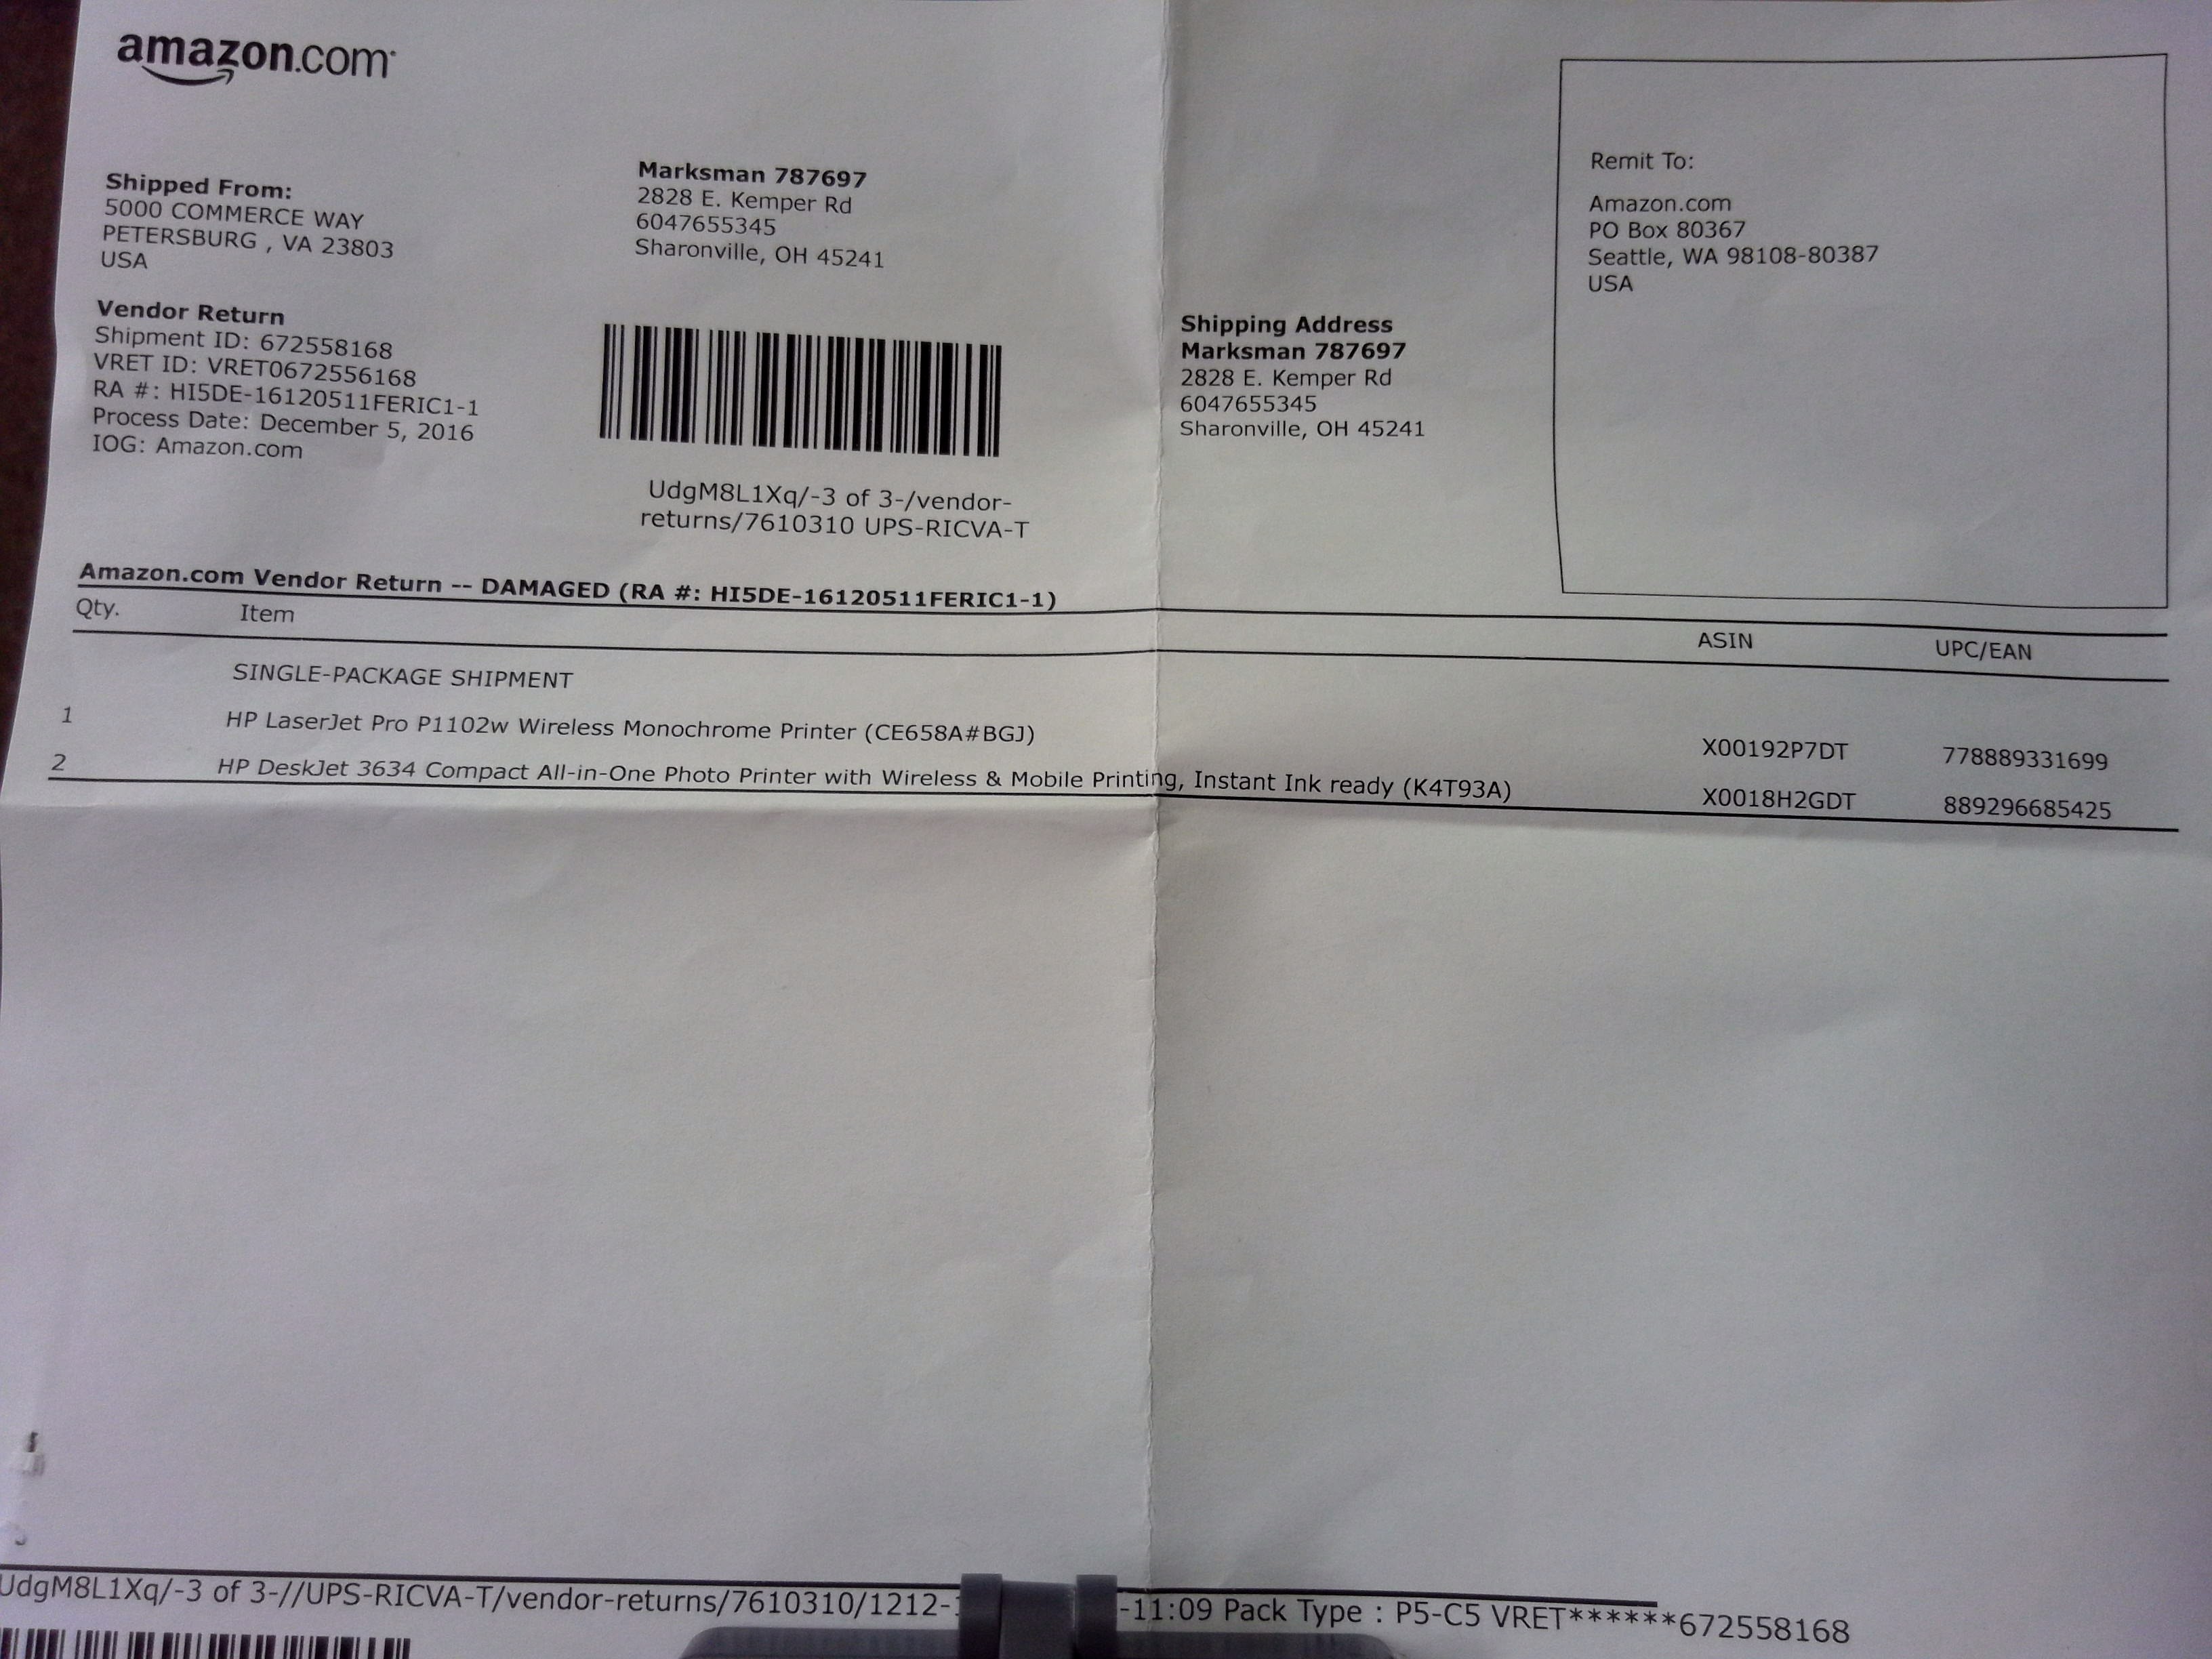 amazon.com
Shipped From:
5000 COMMERCE WAY
PETERSBURG , VA 23803
USA
Vendor Return
Shipment ID: 672558168
VRET ID: VRET0672556168
RA #: HI5DE-16120511FERIC1-1
Process Date: December 5, 2016
IOG: Amazon.com
Marksman 787697
2828 E. Kemper Rd
6047655345
Sharonville, OH 45241
UdgM8L1Xq/-3 of 3-/vendor-
returns/7610310 UPS-RICVA-T
Shipping Address
Marksman 787697
2828 E. Kemper Rd
6047655345
Sharonville, OH 45241
Remit To:
Amazon.com
PO Box 80367
Seattle, WA 98108-80387
USA
Amazon.com Vendor Return -- DAMAGED (RA #: HI5DE-16120511FERIC1-1)
Qty. Item ASIN UPC/EAN
SINGLE-PACKAGE SHIPMENT
1 HP LaserJet Pro P1102w Wireless Monochrome Printer (CE658A#BGJ) X00192P7DT 778889331699
2 HP DeskJet 3634 Compact All-in-One Photo Printer with Wireless & Mobile Printing, Instant Ink ready (K4T93A) X0018H2GDT 889296685425
UdgM8L1Xq/-3 of 3-//UPS-RICVA-T/vendor-returns/7610310/1212- -11:09 Pack Type : P5-C5 VRET******672558168